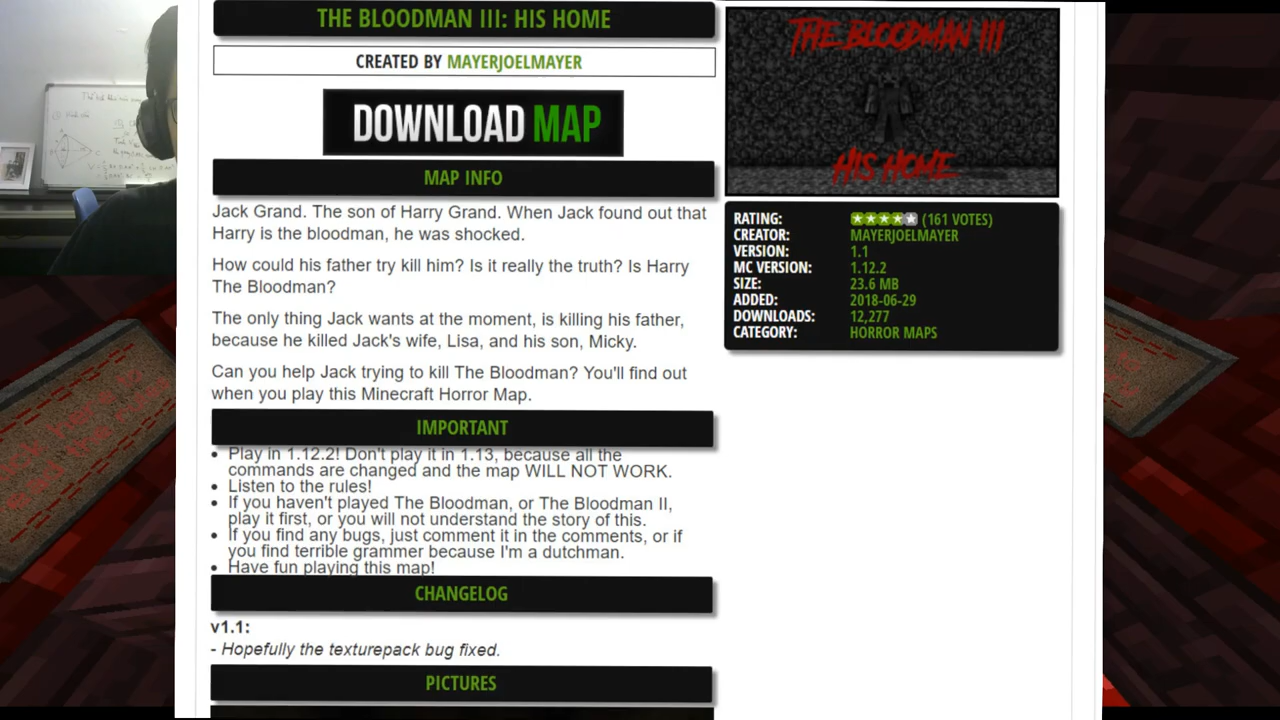 THE BLOODMAN III: HIS HOME
CREATED BY MAYERJOELMAYER
DOWNLOAD MAP
MAP INFO
Jack Grand. The son of Harry Grand. When Jack found out that
Harry is the bloodman, he was shocked.
How could his father try kill him? Is it really the truth? Is Harry
The Bloodman?
The only thing Jack wants at the moment, is killing his father,
because he killed Jack's wife, Lisa, and his son, Micky.
Can you help Jack trying to kill The Bloodman? You'll find out
when you play this Minecraft Horror Map.
IMPORTANT
• Play in 1.12.2! Don't play it in 1.13, because all the
commands are changed and the map WILL NOT WORK.
• Listen to the rules!
• If you haven't played The Bloodman, or The Bloodman II,
play it first, or you will not understand the story of this.
• If you find any bugs, just comment it in the comments, or if
you find terrible grammer because I'm a dutchman.
• Have fun playing this map!
CHANGELOG
v1.1:
- Hopefully the texturepack bug fixed.
PICTURES
THE BLOODMAN III
HIS HOME
RATING: (161 VOTES)
CREATOR: MAYERJOELMAYER
VERSION: 1.1
MC VERSION: 1.12.2
SIZE: 23.6 MB
ADDED: 2018-06-29
DOWNLOADS: 12,277
CATEGORY: HORROR MAPS